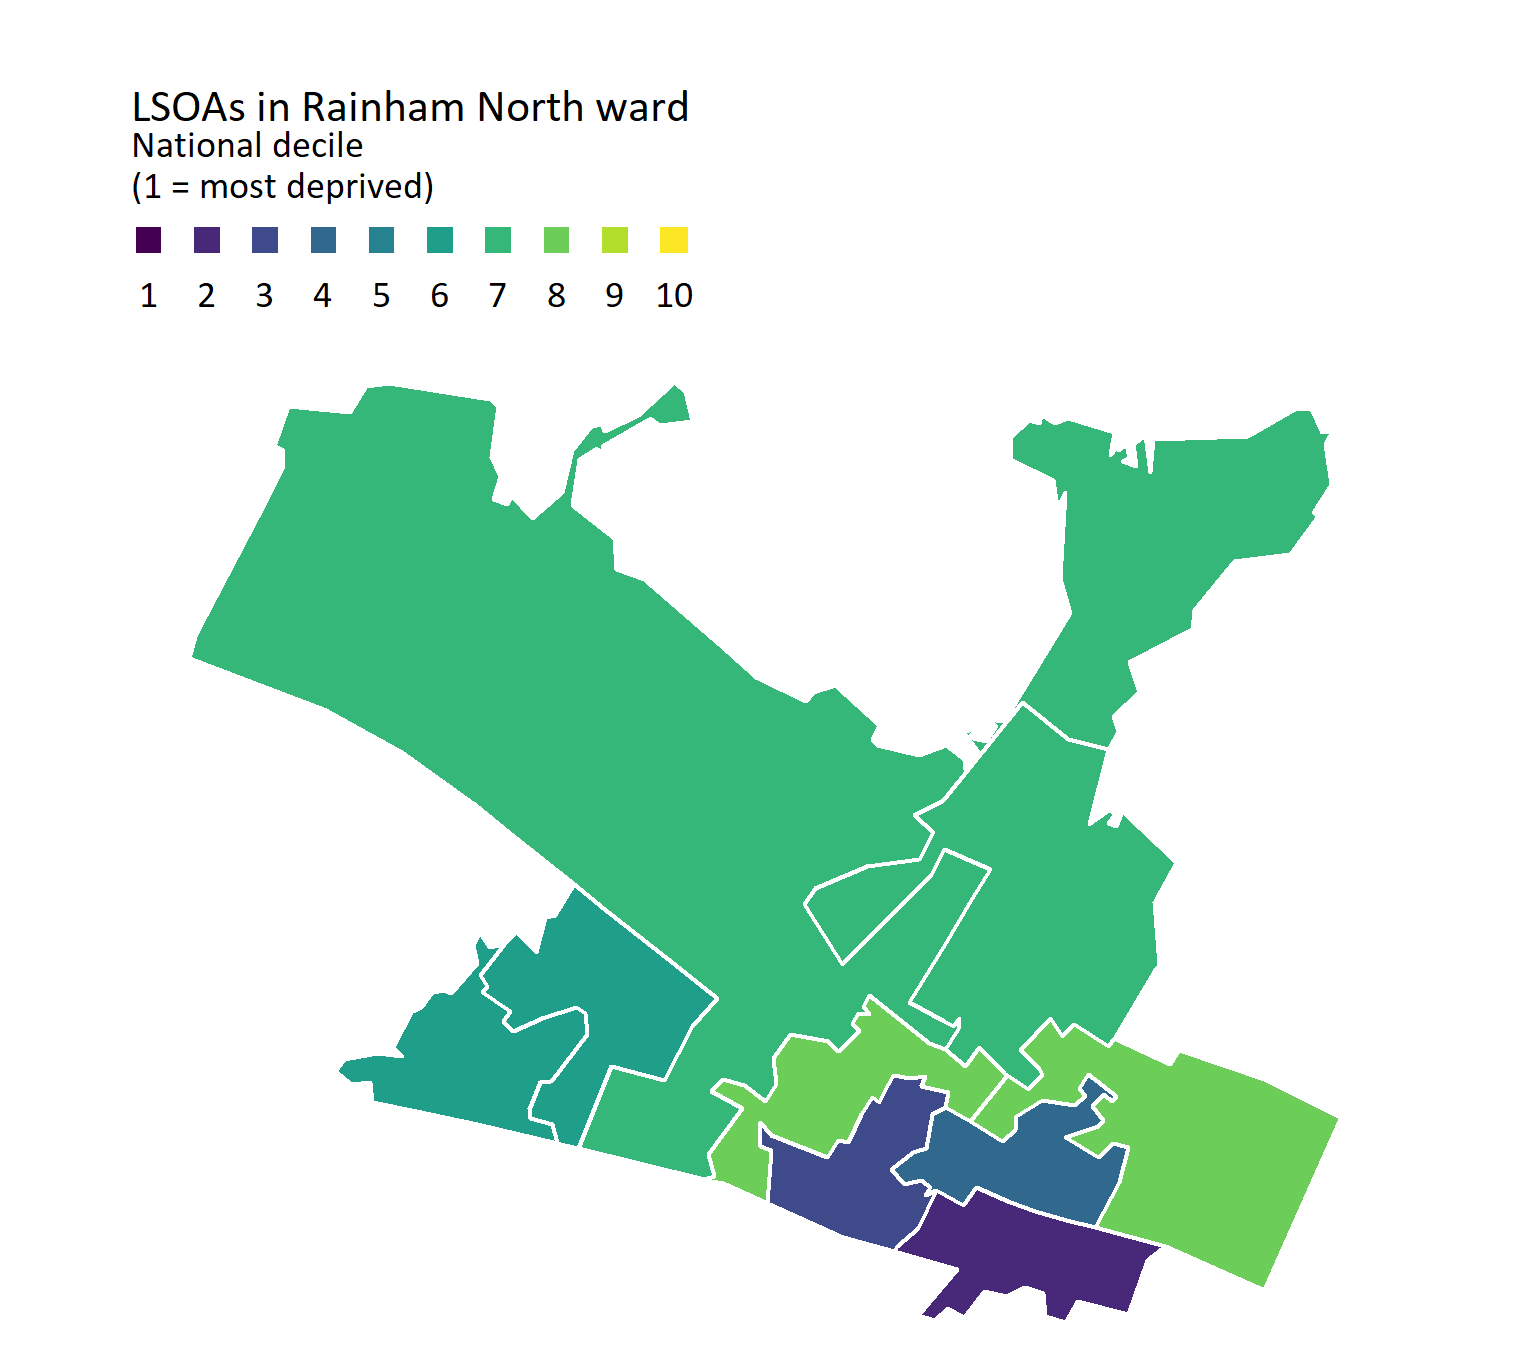 LSOAs in Rainham North ward
National decile
(1 = most deprived)
1 2 3 4 5 6 7 8 9 10